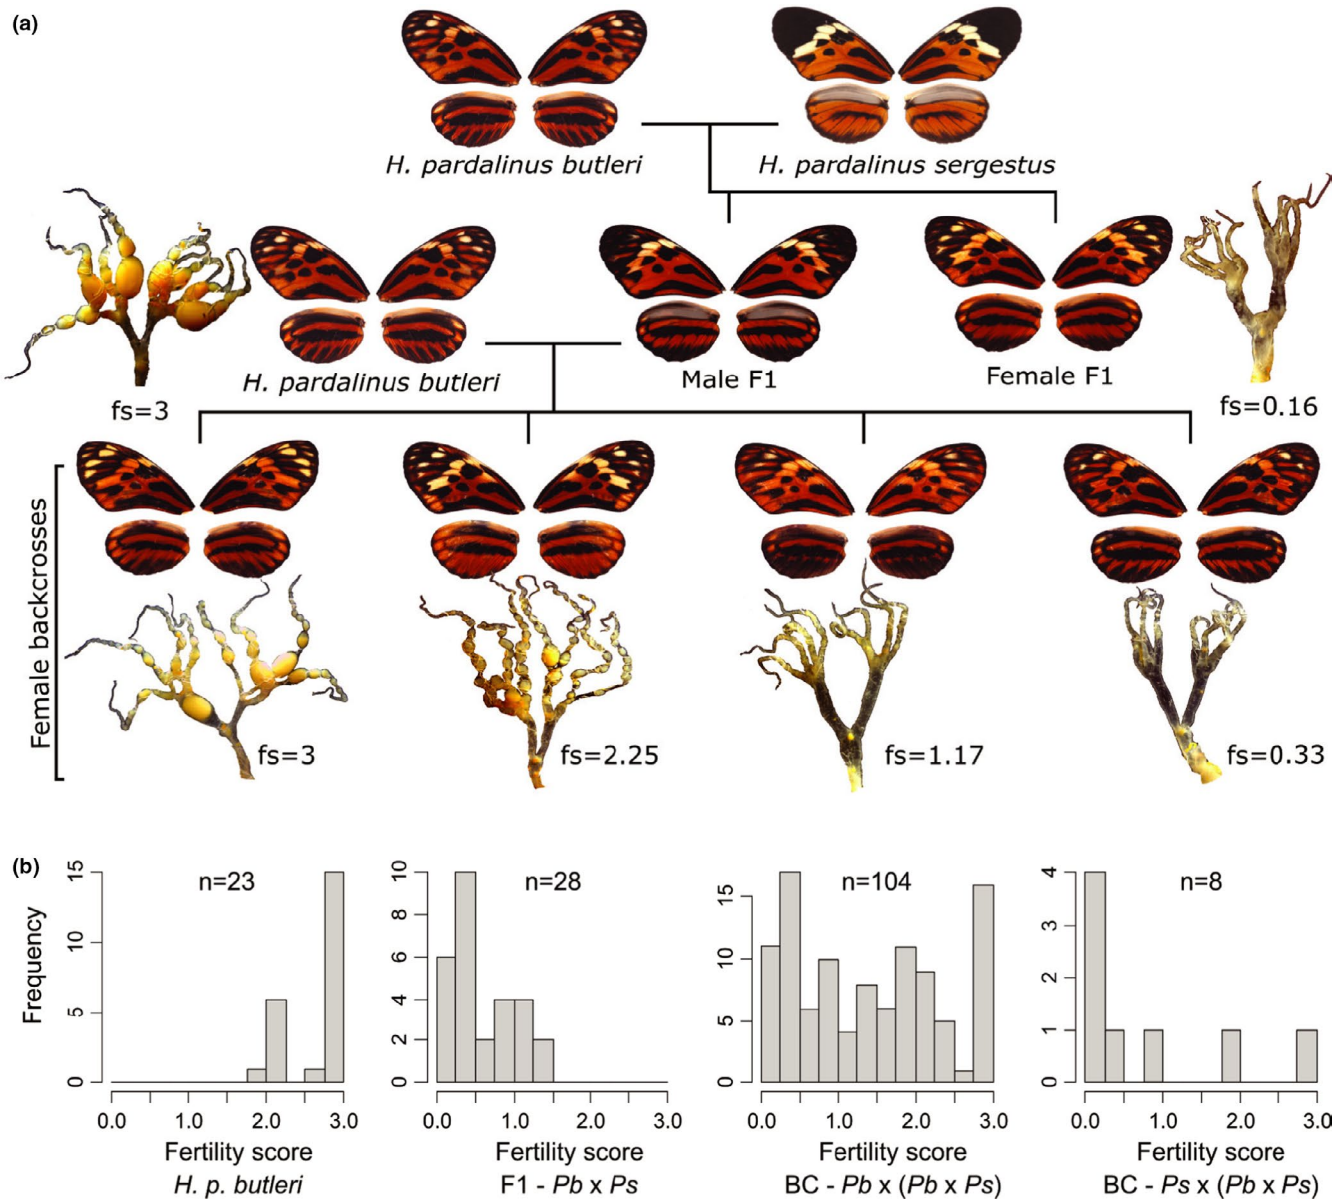 (a)
H. pardalinus butleri
H. pardalinus sergestus
H. pardalinus butleri
Male F1
Female F1
fs=3
fs=0.16
Female backcrosses
fs=3
fs=2.25
fs=1.17
fs=0.33
(b)
Frequency
15
10
5
0
n=23
0.0 1.0 2.0 3.0
Fertility score
H. p. butleri
10
8
6
4
2
0
n=28
0.0 1.0 2.0 3.0
Fertility score
F1 - Pb x Ps
15
10
5
0
n=104
0.0 1.0 2.0 3.0
Fertility score
BC - Pb x (Pb x Ps)
4
3
2
1
0
n=8
0.0 1.0 2.0 3.0
Fertility score
BC - Ps x (Pb x Ps)